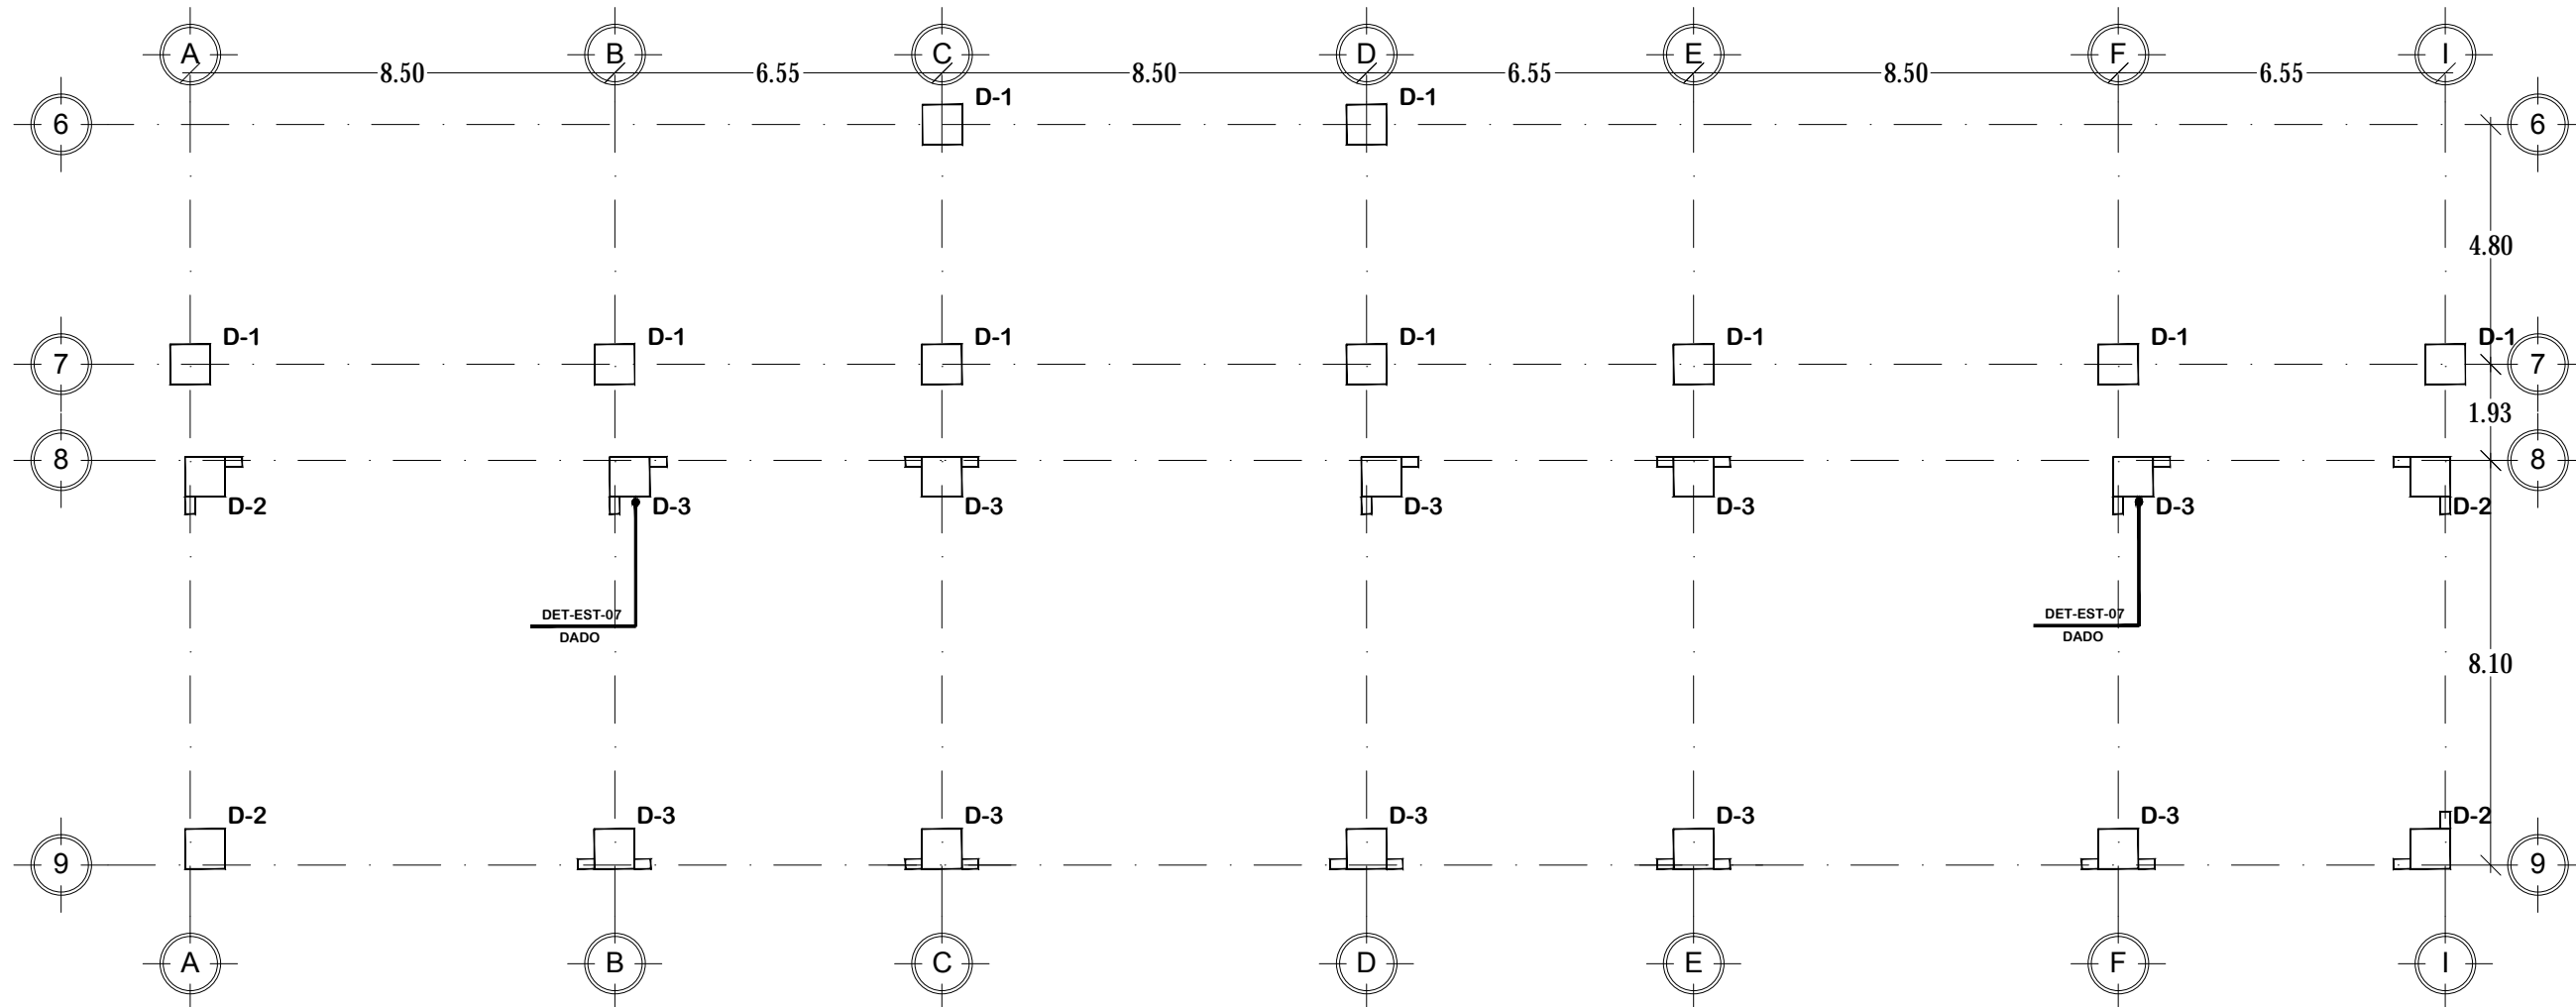 A B C D E F I
8.50 6.55 8.50 6.55 8.50 6.55
D-1 D-1
6 6
4.80
D-1 D-1 D-1 D-1 D-1 D-1 D-1
7 7
1.93
8 8
D-2 D-3 D-3 D-3 D-3 D-3 D-2
DET-EST-07 DET-EST-07
DADO DADO
8.10
D-2 D-3 D-3 D-3 D-3 D-3 D-2
9 9
A B C D E F I